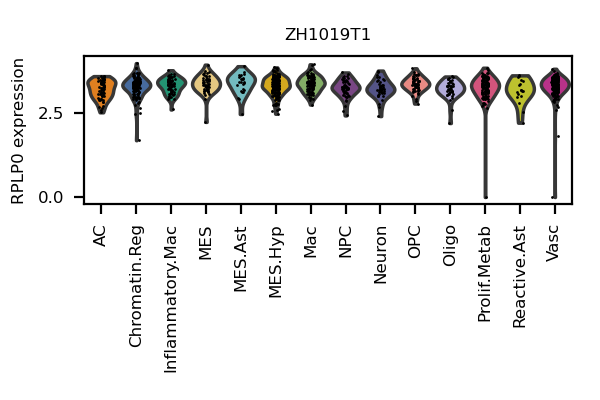 ZH1019T1
RPLP0 expression
2.5
0.0
AC
Chromatin.Reg
Inflammatory.Mac
MES
MES.Ast
MES.Hyp
Mac
NPC
Neuron
OPC
Oligo
Prolif.Metab
Reactive.Ast
Vasc